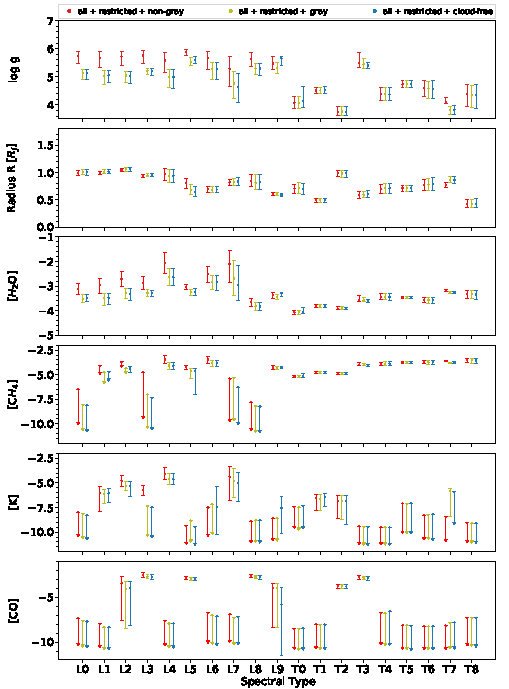 all + restricted + non-gray all + restricted + gray all + restricted + cloud-free
7
6
5
4
log g
1.5
1.0
0.5
0.0
Radius R [RJ]
−1
−2
−3
−4
−5
[H2O]
−2.5
−5.0
−7.5
−10.0
[CH4]
−2.5
−5.0
−7.5
−10.0
[K]
−5
−10
[CO]
L0 L1 L2 L3 L4 L5 L6 L7 L8 L9 T0 T1 T2 T3 T4 T5 T6 T7 T8
Spectral Type